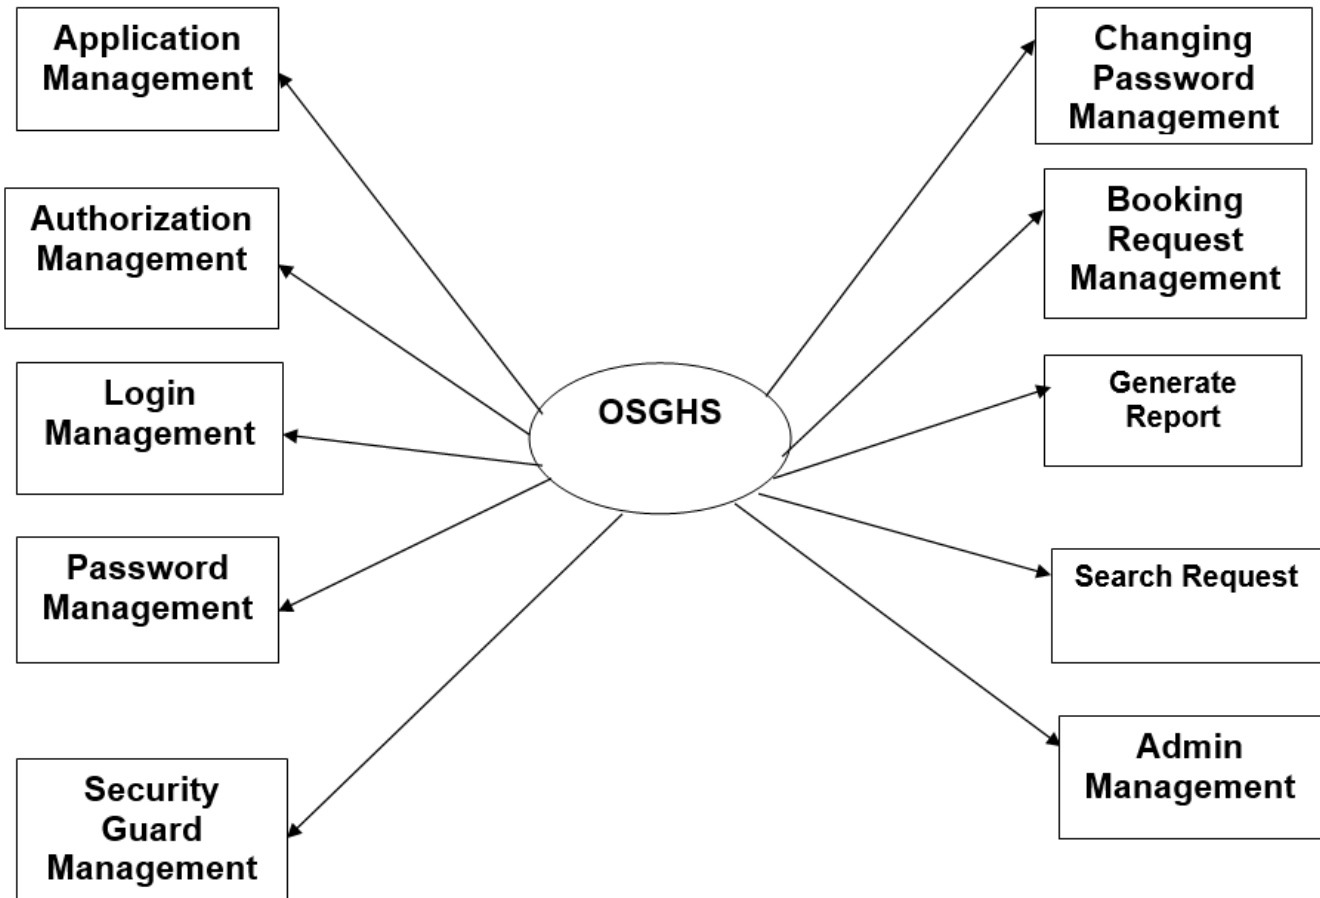 Application
Management
Authorization
Management
Login
Management
Password
Management
Security
Guard
Management
OSGHS
Changing
Password
Management
Booking
Request
Management
Generate
Report
Search Request
Admin
Management